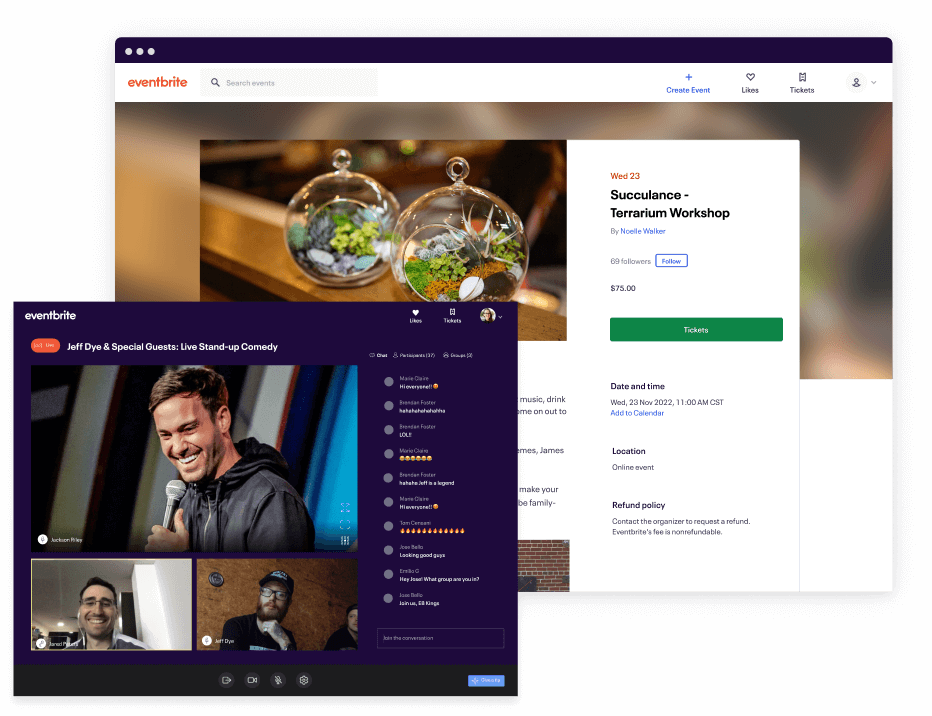 eventbrite
Search events
Create Event
Likes
Tickets
Wed 23
Succulance -
Terrarium Workshop
By Noelle Walker
69 followers
Follow
$75.00
Tickets
music, drink
ome on out to
emes, James
make your
be family-
Date and time
Wed, 23 Nov 2022, 11:00 AM CST
Add to Calendar
Location
Online event
Refund policy
Contact the organizer to request a refund.
Eventbrite's fee is nonrefundable.
eventbrite
Likes
Tickets
Live
Jeff Dye & Special Guests: Live Stand-up Comedy
Chat
Participants (37)
Groups (2)
Marie Claire
Hi everyone!! 😍
Brendan Foster
hahahahahahahha
Brendan Foster
LOL!!
Marie Claire
😂😂😂😂😂😂
Brendan Foster
hahaha Jeff is a legend
Marie Claire
Hi everyone!! 😍
Tom Censani
🔥🔥🔥🔥🔥🔥🔥🔥🔥🔥🔥🔥
Jose Bello
Looking good guys
Emilio G
Hey Jose! What group are you in?
Jose Bello
Join us, EB Kings
Join the conversation
Jackson Riley
Jared Peters
Jeff Dye